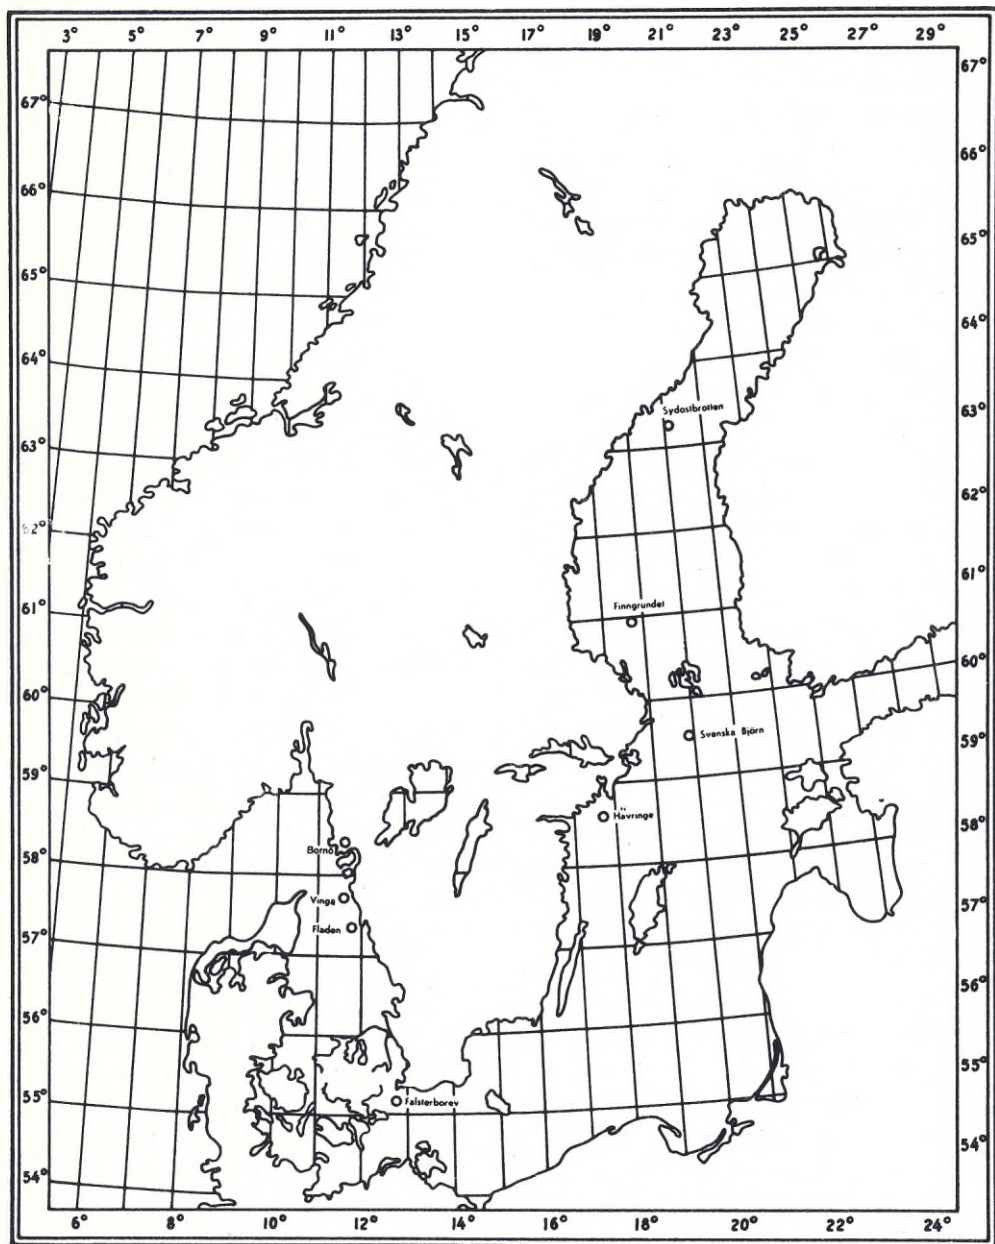 3° 5° 7° 9° 11° 13° 15° 17° 19° 21° 23° 25° 27° 29°
67° 67°
66° 66°
65° 65°
64° 64°
63° 63°
Sydostbrotten
62° 62°
61° 61°
Finngrundet
60° 60°
Svenska Björn
59° 59°
Hävringe
58° 58°
Bornö
Vinga
57° 57°
Fladen
56° 56°
55° 55°
Falsterborev
54° 54°
6° 8° 10° 12° 14° 16° 18° 20° 22° 24°